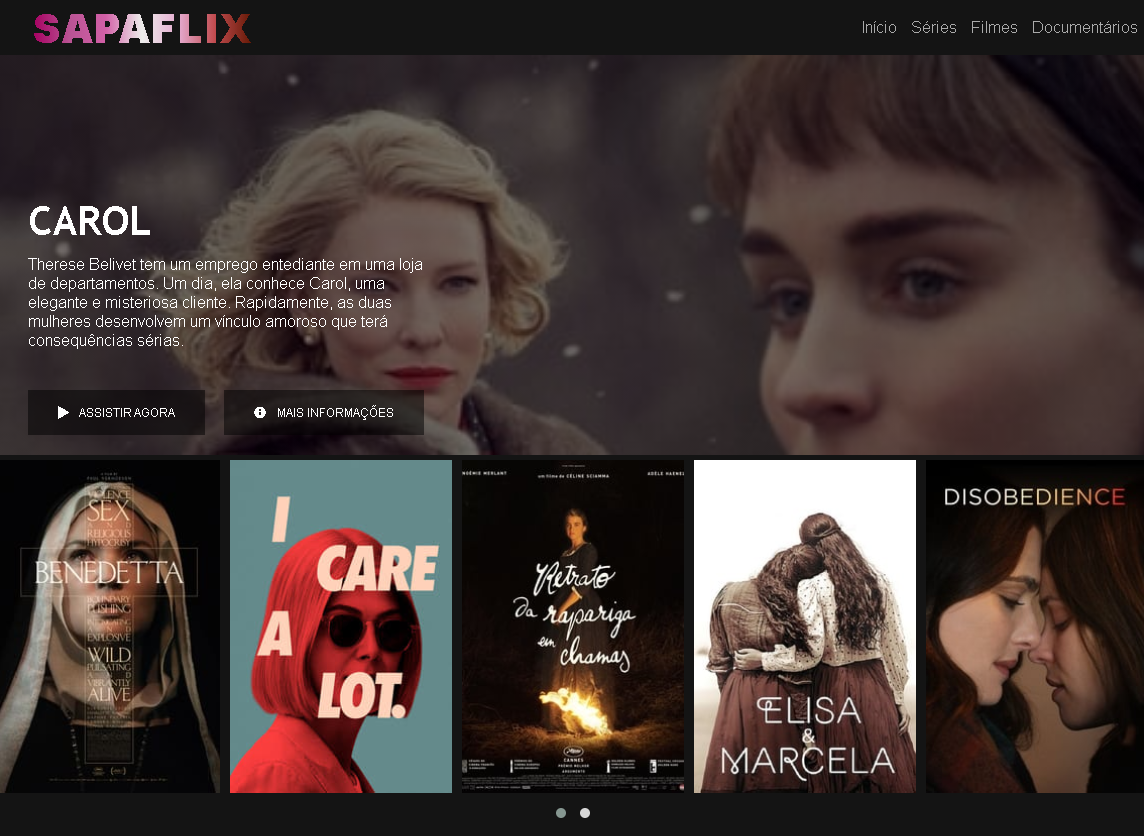 SAPAFLIX
Início Séries Filmes Documentários
CAROL
Therese Belivet tem um emprego entediante em uma loja
de departamentos. Um dia, ela conhece Carol, uma
elegante e misteriosa cliente. Rapidamente, as duas
mulheres desenvolvem um vínculo amoroso que terá
consequências sérias.
ASSISTIR AGORA
MAIS INFORMAÇÕES
PAUL VERHOEVEN
VIOLENCE
SEX
AND
RELIGIOUS
HYPOCRISY
BENEDETTA
BOUNDARY
PUSHING
EXPLOSIVE
WILD
PULSATING
VIBRANTLY
ALIVE
I
CARE
A
LOT.
NOÉMIE MERLANT
um filme de CÉLINE SCIAMMA
ADÈLE HAENEL
Retrato
da rapariga
em
chamas
CANNES
PRÉMIO MELHOR
ARGUMENTO
ELISA
&
MARCELA
DISOBEDIENCE